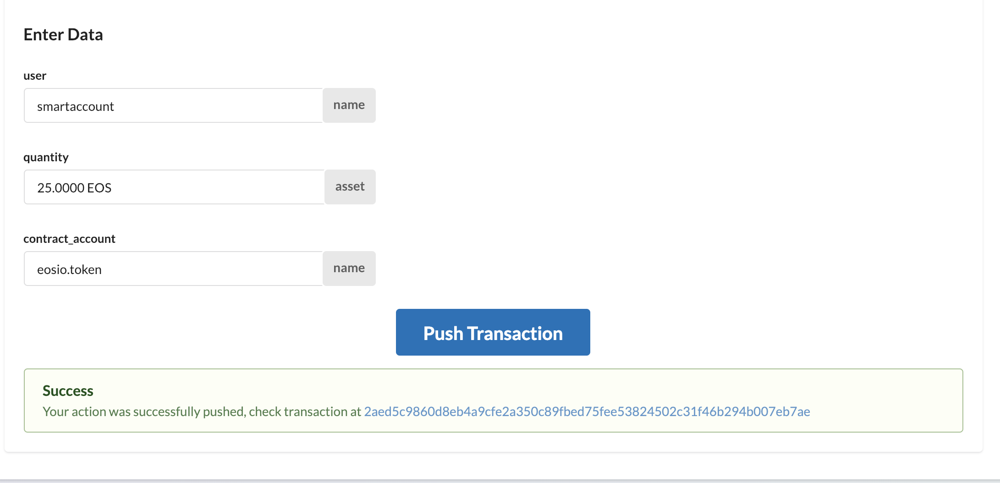 Enter Data
user
smartaccount name
quantity
25.0000 EOS asset
contract_account
eosio.token name
Push Transaction
Success
Your action was successfully pushed, check transaction at 2aed5c9860d8eb4a9cfe2a350c89fbed75fee53824502c31f46b294b007eb7ae